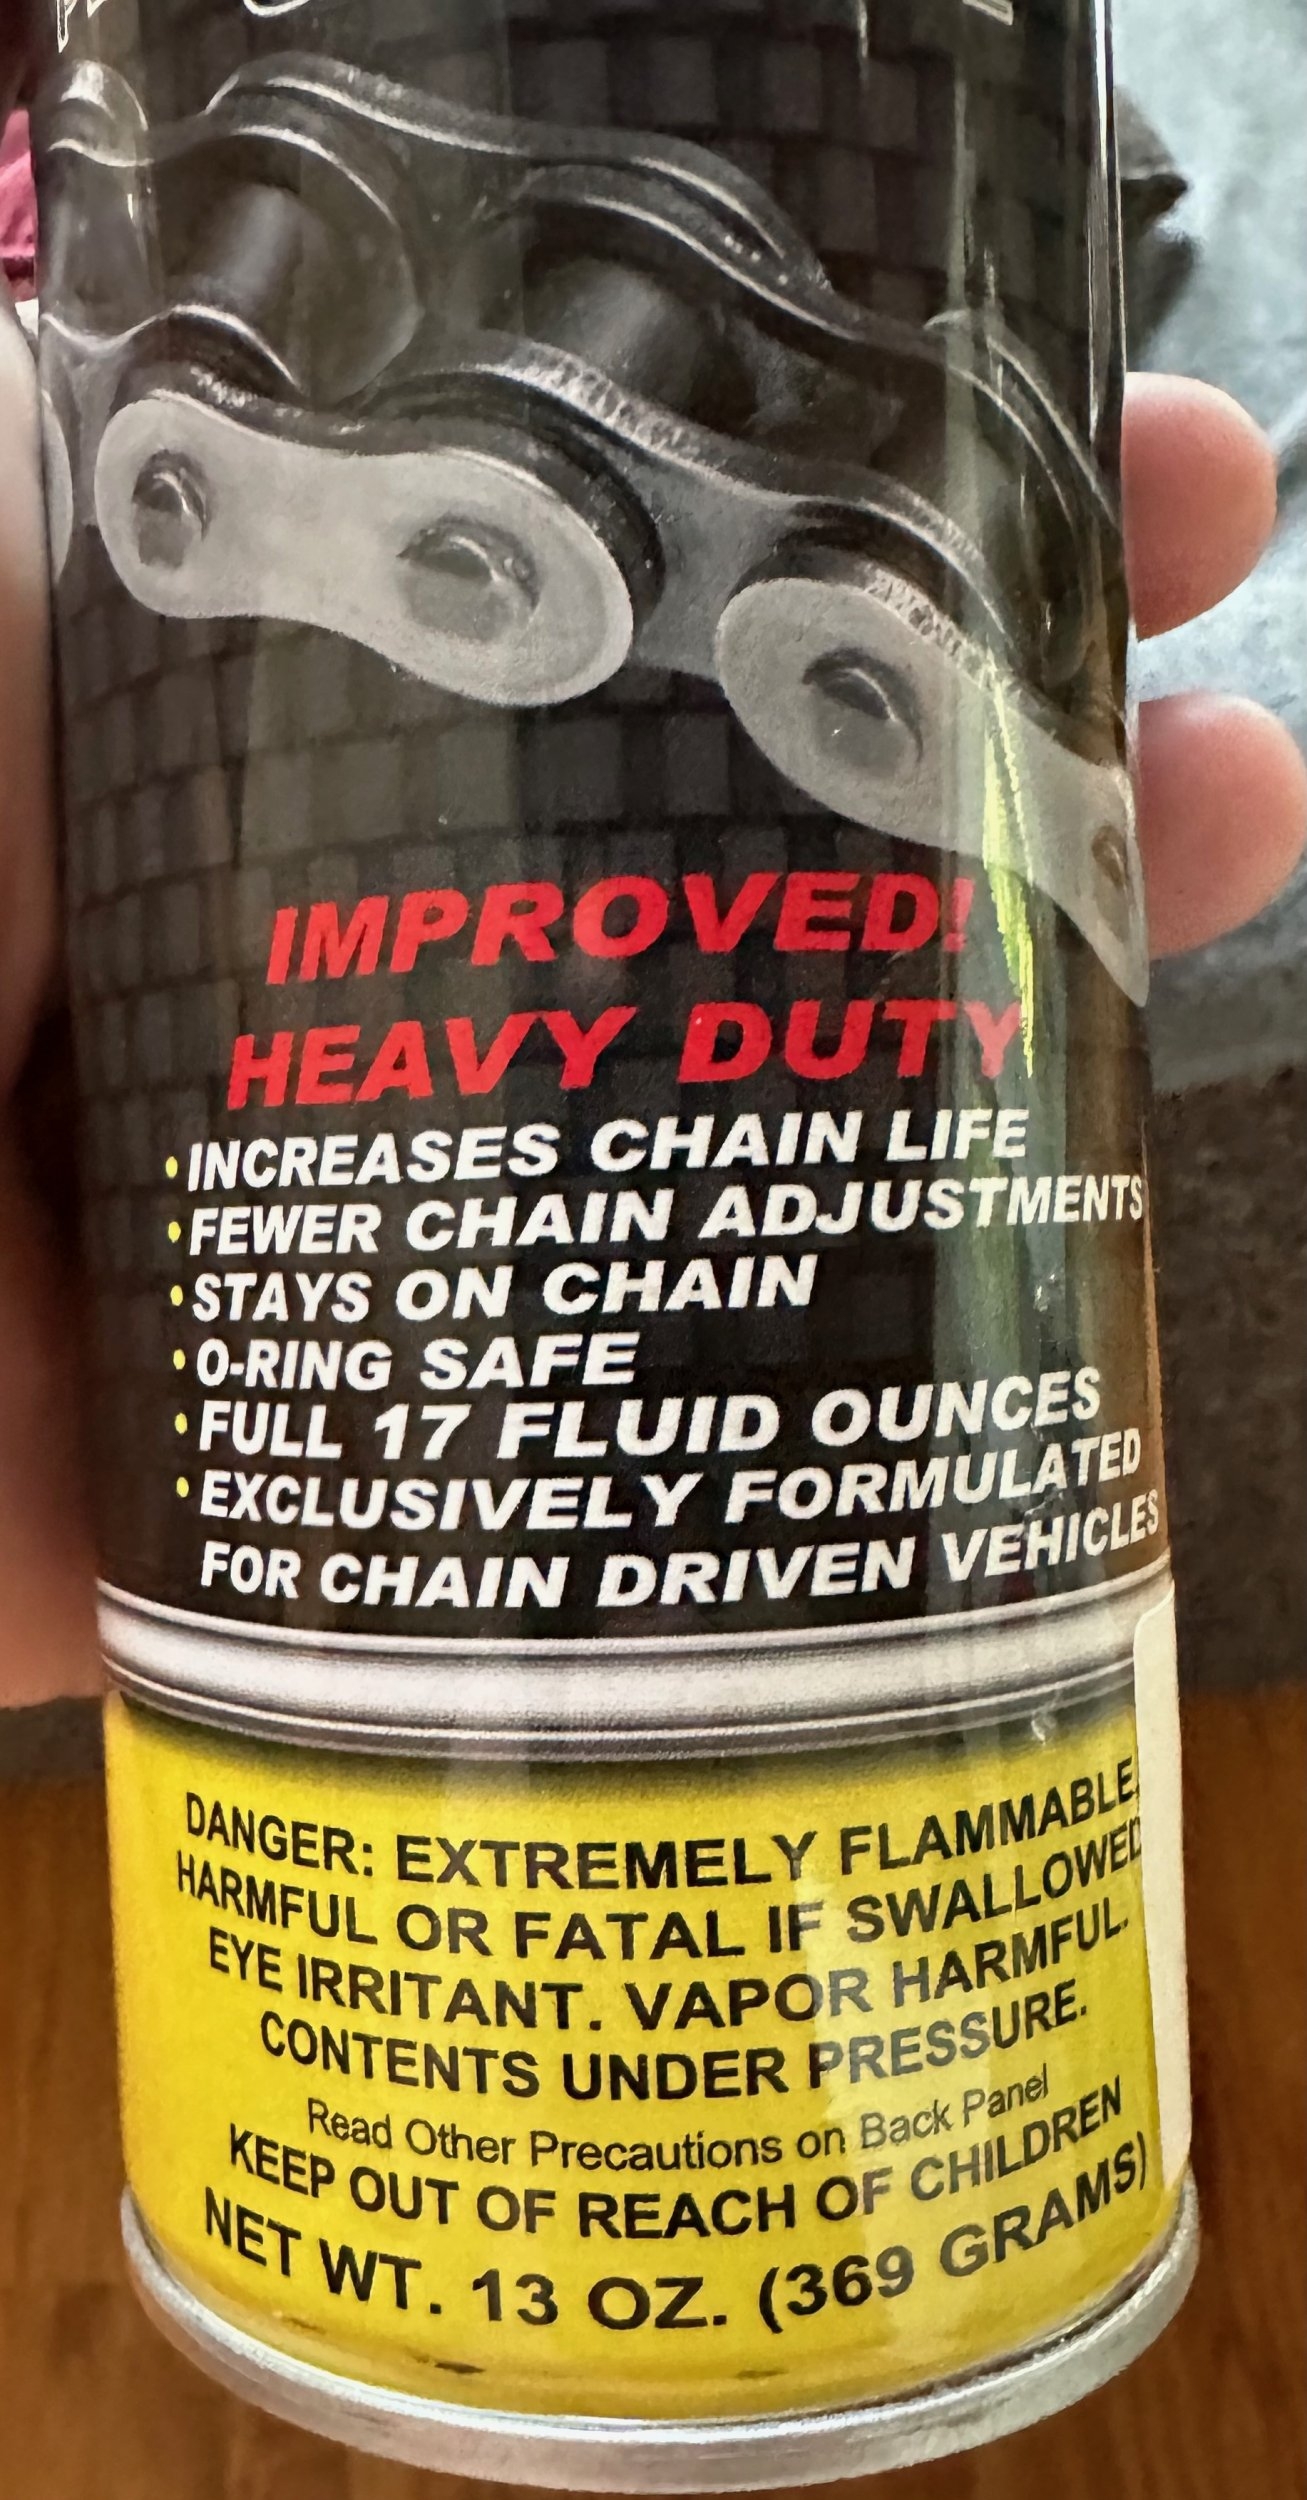 IMPROVED!
HEAVY DUTY
•INCREASES CHAIN LIFE
•FEWER CHAIN ADJUSTMENTS
•STAYS ON CHAIN
•O-RING SAFE
•FULL 17 FLUID OUNCES
•EXCLUSIVELY FORMULATED
FOR CHAIN DRIVEN VEHICLES
DANGER: EXTREMELY FLAMMABLE,
HARMFUL OR FATAL IF SWALLOWED
EYE IRRITANT. VAPOR HARMFUL.
CONTENTS UNDER PRESSURE.
Read Other Precautions on Back Panel
KEEP OUT OF REACH OF CHILDREN
NET WT. 13 OZ. (369 GRAMS)